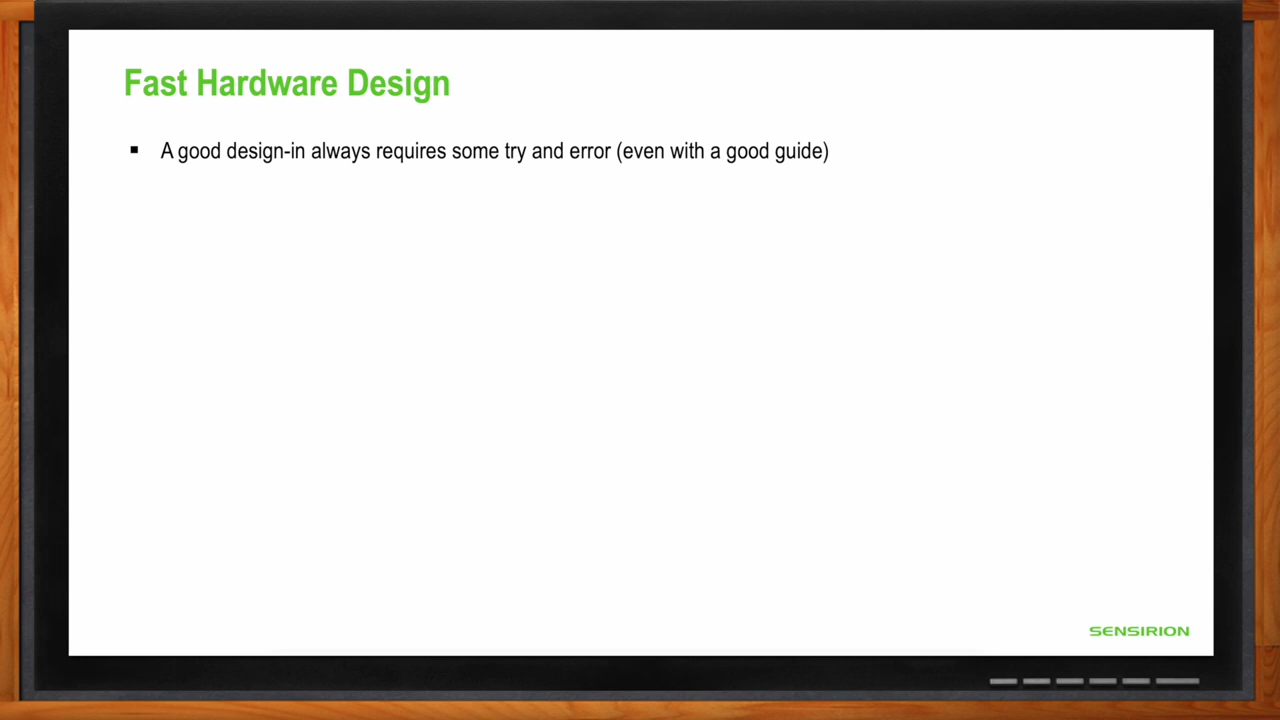 Fast Hardware Design
▪ A good design-in always requires some try and error (even with a good guide)
SENSIRION